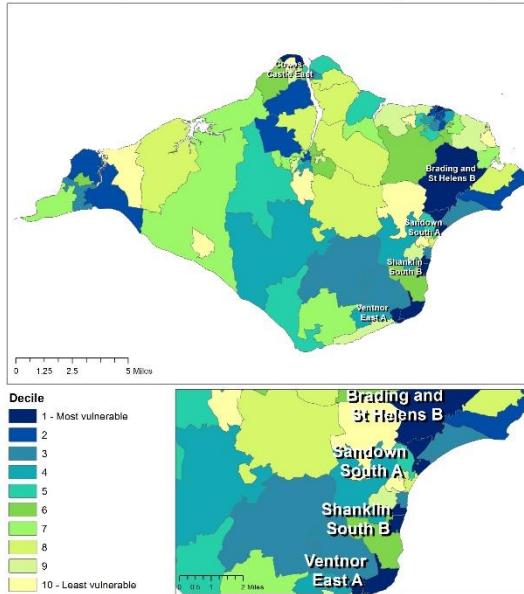 Cowes
Castle East
Brading and
St Helens B
Sandown
South A
Shanklin
South B
Ventnor
East A
0 1.25 2.5 5 Miles
Decile
1 - Most vulnerable
2
3
4
5
6
7
8
9
10 - Least vulnerable
Brading and
St Helens B
Sandown
South A
Shanklin
South B
Ventnor
East A
0 0.5 1 2 Miles